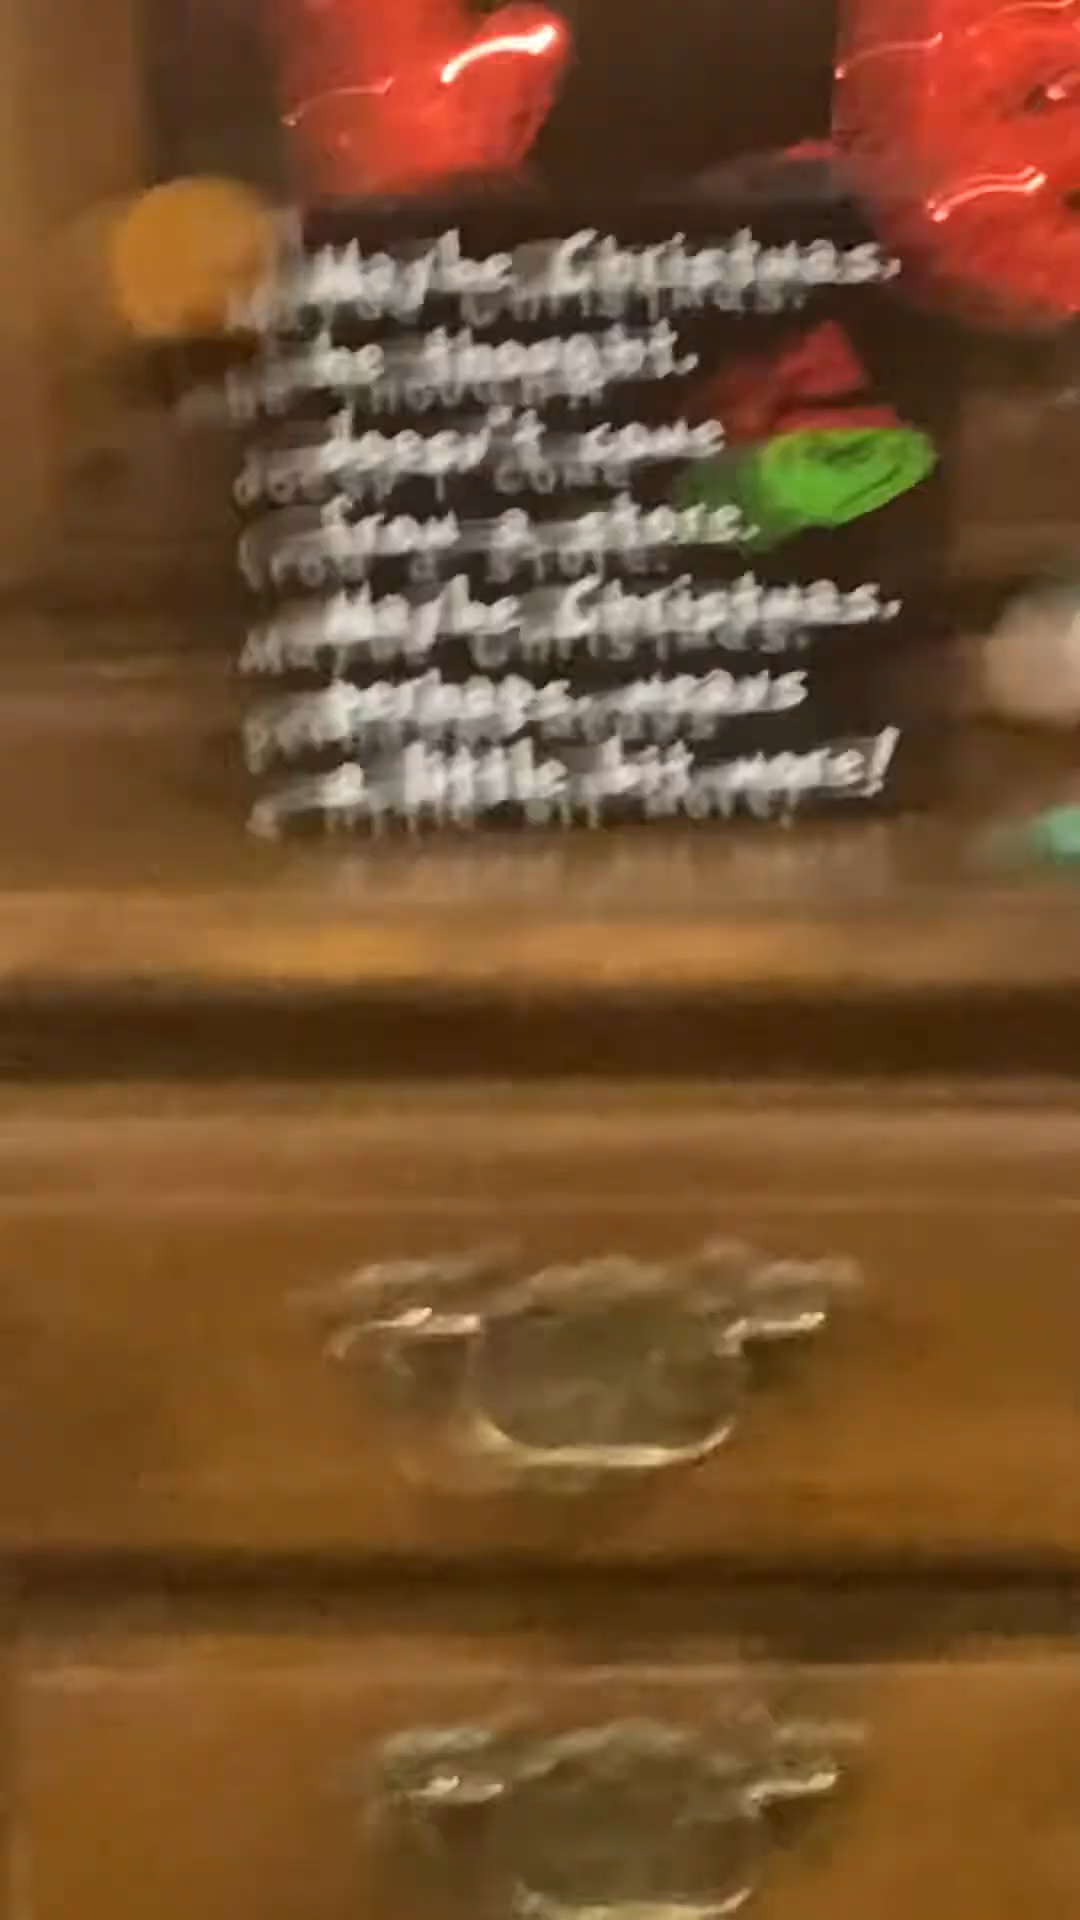 Maybe Christmas,
he thought,
doesn't come
from a store.
Maybe Christmas,
perhaps, means
a little bit more!